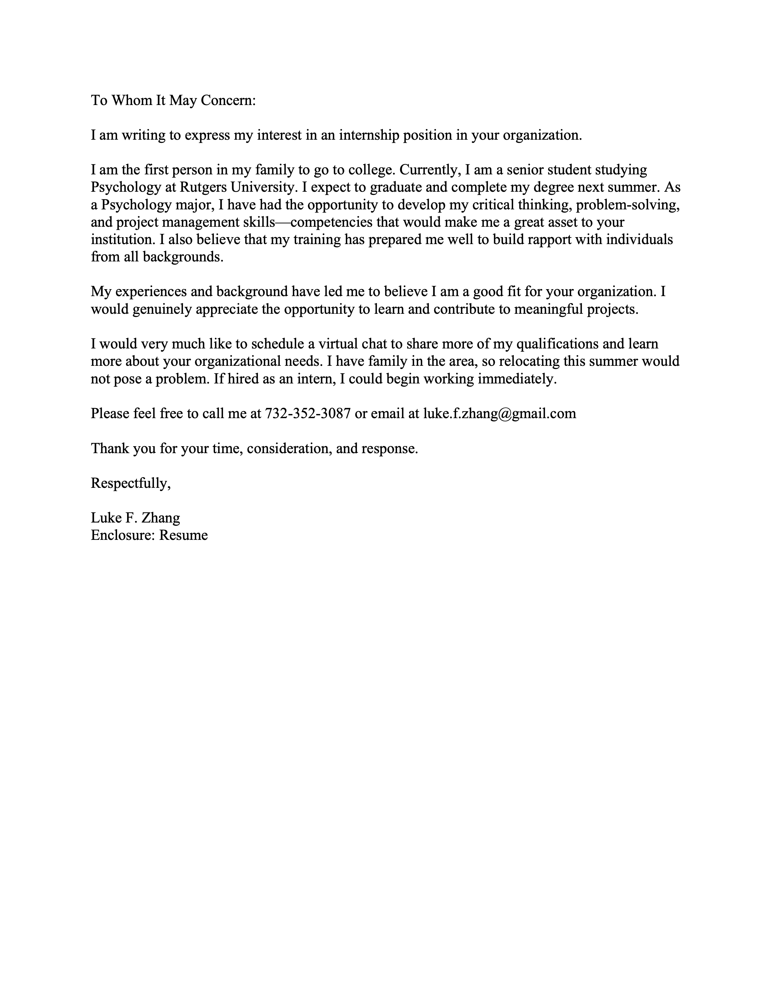 To Whom It May Concern:
I am writing to express my interest in an internship position in your organization.
I am the first person in my family to go to college. Currently, I am a senior student studying
Psychology at Rutgers University. I expect to graduate and complete my degree next summer. As
a Psychology major, I have had the opportunity to develop my critical thinking, problem-solving,
and project management skills—competencies that would make me a great asset to your
institution. I also believe that my training has prepared me well to build rapport with individuals
from all backgrounds.
My experiences and background have led me to believe I am a good fit for your organization. I
would genuinely appreciate the opportunity to learn and contribute to meaningful projects.
I would very much like to schedule a virtual chat to share more of my qualifications and learn
more about your organizational needs. I have family in the area, so relocating this summer would
not pose a problem. If hired as an intern, I could begin working immediately.
Please feel free to call me at 732-352-3087 or email at luke.f.zhang@gmail.com
Thank you for your time, consideration, and response.
Respectfully,
Luke F. Zhang
Enclosure: Resume